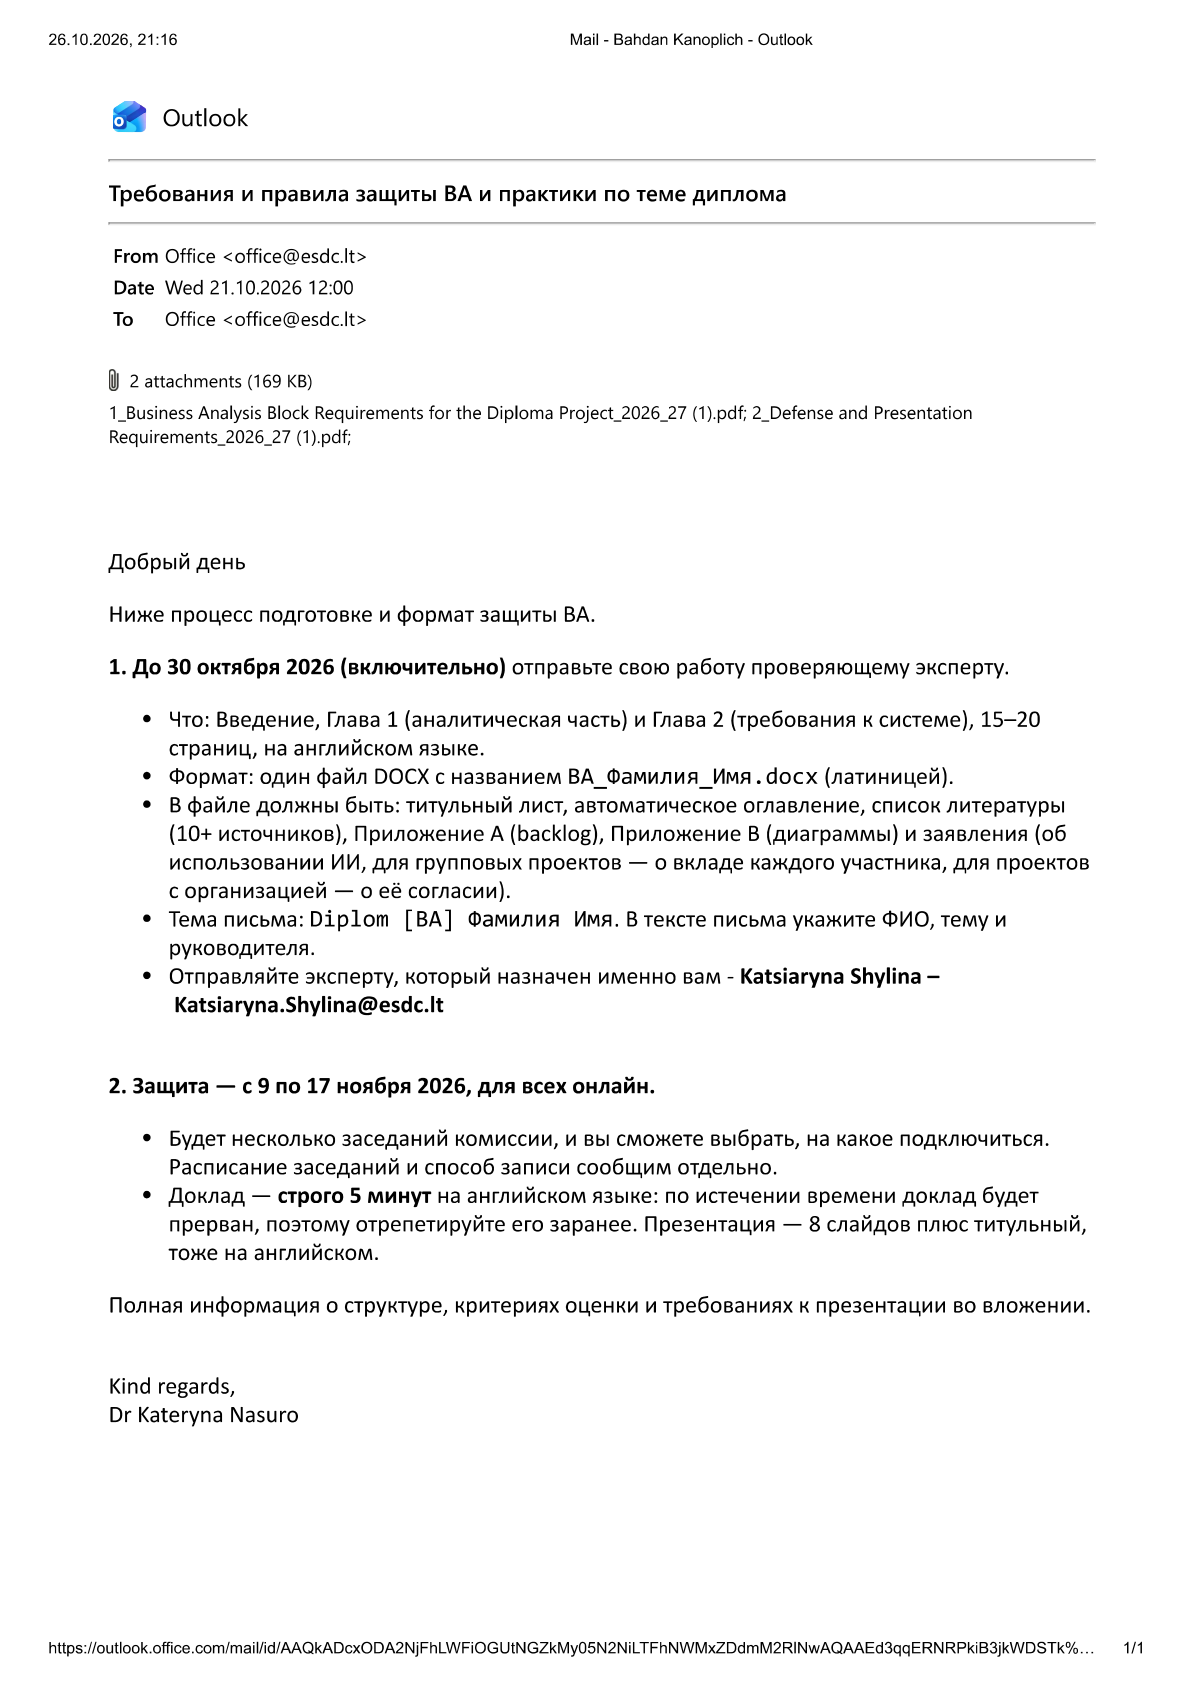 26.10.2026, 21:16
Mail - Bahdan Kanoplich - Outlook
Outlook
Требования и правила защиты BA и практики по теме диплома
From Office <office@esdc.lt>
Date Wed 21.10.2026 12:00
To Office <office@esdc.lt>
2 attachments (169 KB)
1_Business Analysis Block Requirements for the Diploma Project_2026_27 (1).pdf; 2_Defense and Presentation
Requirements_2026_27 (1).pdf;
Добрый день
Ниже процесс подготовке и формат защиты BA.
1. До 30 октября 2026 (включительно) отправьте свою работу проверяющему эксперту.
• Что: Введение, Глава 1 (аналитическая часть) и Глава 2 (требования к системе), 15–20
страниц, на английском языке.
• Формат: один файл DOCX с названием BA_Фамилия_Имя.docx (латиницей).
• В файле должны быть: титульный лист, автоматическое оглавление, список литературы
(10+ источников), Приложение A (backlog), Приложение B (диаграммы) и заявления (об
использовании ИИ, для групповых проектов — о вкладе каждого участника, для проектов
с организацией — о её согласии).
• Тема письма: Diplom [BA] Фамилия Имя. В тексте письма укажите ФИО, тему и
руководителя.
• Отправляйте эксперту, который назначен именно вам - Katsiaryna Shylina –
Katsiaryna.Shylina@esdc.lt
2. Защита — с 9 по 17 ноября 2026, для всех онлайн.
• Будет несколько заседаний комиссии, и вы сможете выбрать, на какое подключиться.
Расписание заседаний и способ записи сообщим отдельно.
• Доклад — строго 5 минут на английском языке: по истечении времени доклад будет
прерван, поэтому отрепетируйте его заранее. Презентация — 8 слайдов плюс титульный,
тоже на английском.
Полная информация о структуре, критериях оценки и требованиях к презентации во вложении.
Kind regards,
Dr Kateryna Nasuro
https://outlook.office.com/mail/id/AAQkADcxODA2NjFhLWFiOGUtNGZkMy05N2NiLTFhNWMxZDdmM2RlNwAQAAEd3qqERNRPkiB3jkWDSTk%…
1/1